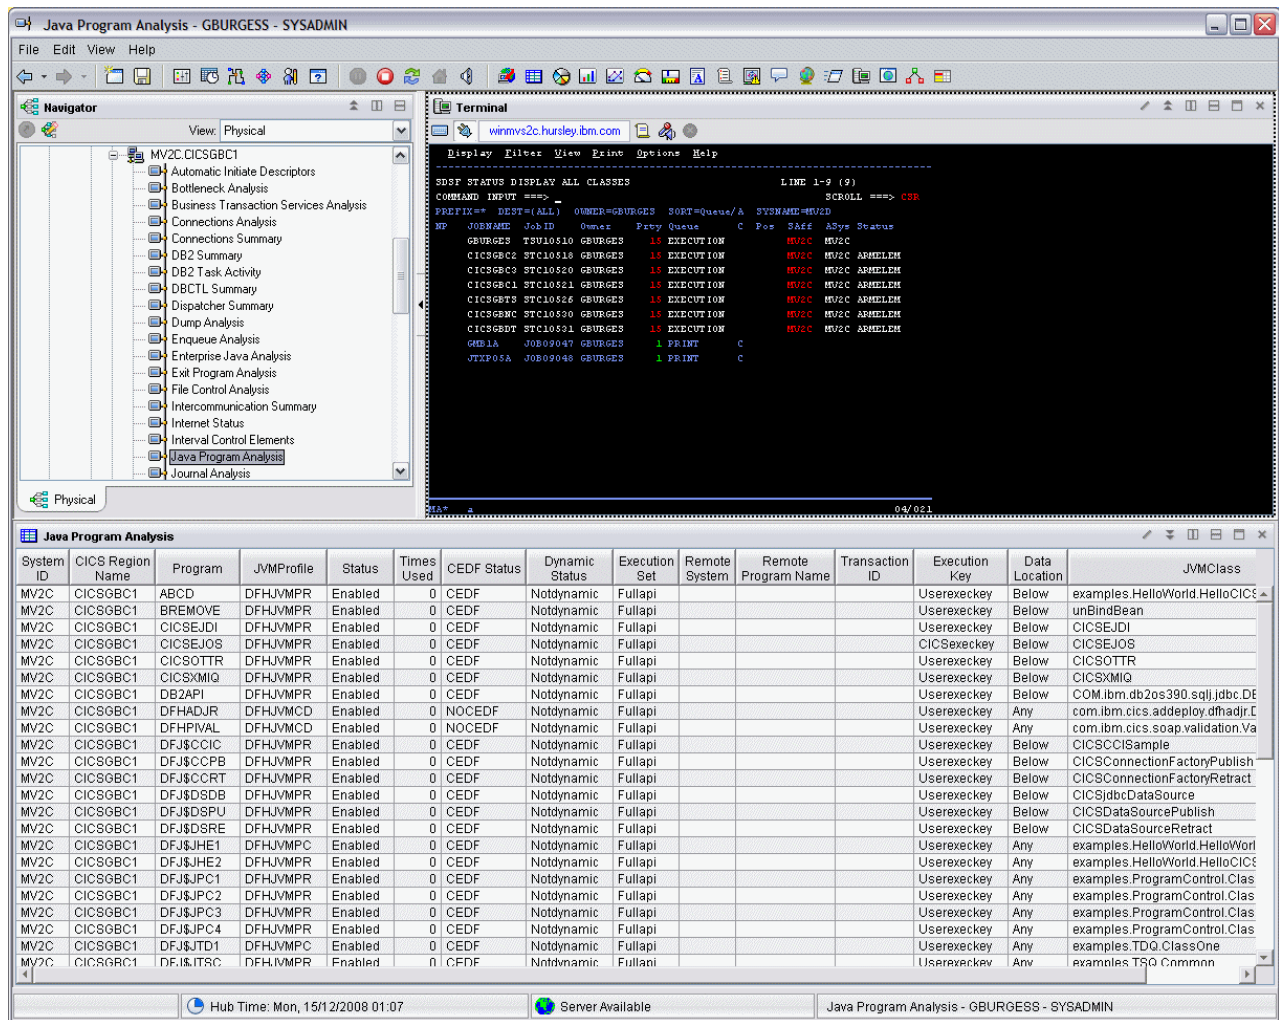 Java Program Analysis - GBURGESS - SYSADMIN
File Edit View Help
Navigator
View: Physical
MV2C.CICSGBC1
Automatic Initiate Descriptors
Bottleneck Analysis
Business Transaction Services Analysis
Connections Analysis
Connections Summary
DB2 Summary
DB2 Task Activity
DBCTL Summary
Dispatcher Summary
Dump Analysis
Enqueue Analysis
Enterprise Java Analysis
Exit Program Analysis
File Control Analysis
Intercommunication Summary
Internet Status
Interval Control Elements
Java Program Analysis
Journal Analysis
Physical
Terminal
winmvs2c.hursley.ibm.com
Display Filter View Print Options Help
SDSF STATUS DISPLAY ALL CLASSES LINE 1-9 (9)
COMMAND INPUT ===> _ SCROLL ===> CSR
PREFIX=* DEST=(ALL) OWNER=GBURGES SORT=Queue/A SYSNAME=MV2D
NP JOBNAME JobID Owner Prty Queue C Pos SAff ASys Status
GBURGES TSU10510 GBURGES 15 EXECUTION MV2C MV2C
CICSGBC2 STC10518 GBURGES 15 EXECUTION MV2C MV2C ARMELEM
CICSGBC3 STC10520 GBURGES 15 EXECUTION MV2C MV2C ARMELEM
CICSGBC1 STC10521 GBURGES 15 EXECUTION MV2C MV2C ARMELEM
CICSGBTS STC10526 GBURGES 15 EXECUTION MV2C MV2C ARMELEM
CICSGBNC STC10530 GBURGES 15 EXECUTION MV2C MV2C ARMELEM
CICSGBDT STC10531 GBURGES 15 EXECUTION MV2C MV2C ARMELEM
GMB1A JOB09047 GBURGES 1 PRINT C
JTXPOSA JOB09048 GBURGES 1 PRINT C
MA* a 04/021
Java Program Analysis
System ID CICS Region Name Program JVMProfile Status Times Used CEDF Status Dynamic Status Execution Set Remote System Remote Program Name Transaction ID Execution Key Data Location JVMClass
MV2C CICSGBC1 ABCD DFHJVMPR Enabled 0 CEDF Notdynamic Fullapi Userexeckey Below examples.HelloWorld.HelloCICS
MV2C CICSGBC1 BREMOVE DFHJVMPR Enabled 0 CEDF Notdynamic Fullapi Userexeckey Below unBindBean
MV2C CICSGBC1 CICSEJDI DFHJVMPR Enabled 0 CEDF Notdynamic Fullapi Userexeckey Below CICSEJDI
MV2C CICSGBC1 CICSEJOS DFHJVMPR Enabled 0 CEDF Notdynamic Fullapi CICSexeckey Below CICSEJOS
MV2C CICSGBC1 CICSOTTR DFHJVMPR Enabled 0 CEDF Notdynamic Fullapi Userexeckey Below CICSOTTR
MV2C CICSGBC1 CICSXMIQ DFHJVMPR Enabled 0 CEDF Notdynamic Fullapi Userexeckey Below CICSXMIQ
MV2C CICSGBC1 DB2API DFHJVMPR Enabled 0 CEDF Notdynamic Fullapi Userexeckey Below COM.ibm.db2os390.sqlj.jdbc.DE
MV2C CICSGBC1 DFHADJR DFHJVMCD Enabled 0 NOCEDF Notdynamic Fullapi Userexeckey Any com.ibm.cics.addeploy.dfhadjr.D
MV2C CICSGBC1 DFHPIVAL DFHJVMCD Enabled 0 NOCEDF Notdynamic Fullapi Userexeckey Any com.ibm.cics.soap.validation.Va
MV2C CICSGBC1 DFJ$CCIC DFHJVMPR Enabled 0 CEDF Notdynamic Fullapi Userexeckey Below CICSCCISample
MV2C CICSGBC1 DFJ$CCPB DFHJVMPR Enabled 0 CEDF Notdynamic Fullapi Userexeckey Below CICSConnectionFactoryPublish
MV2C CICSGBC1 DFJ$CCRT DFHJVMPR Enabled 0 CEDF Notdynamic Fullapi Userexeckey Below CICSConnectionFactoryRetract
MV2C CICSGBC1 DFJ$DSDB DFHJVMPR Enabled 0 CEDF Notdynamic Fullapi Userexeckey Below CICSjdbcDataSource
MV2C CICSGBC1 DFJ$DSPU DFHJVMPR Enabled 0 CEDF Notdynamic Fullapi Userexeckey Below CICSDataSourcePublish
MV2C CICSGBC1 DFJ$DSRE DFHJVMPR Enabled 0 CEDF Notdynamic Fullapi Userexeckey Below CICSDataSourceRetract
MV2C CICSGBC1 DFJ$JHE1 DFHJVMPC Enabled 0 CEDF Notdynamic Fullapi Userexeckey Any examples.HelloWorld.HelloWorl
MV2C CICSGBC1 DFJ$JHE2 DFHJVMPR Enabled 0 CEDF Notdynamic Fullapi Userexeckey Any examples.HelloWorld.HelloCICS
MV2C CICSGBC1 DFJ$JPC1 DFHJVMPC Enabled 0 CEDF Notdynamic Fullapi Userexeckey Any examples.ProgramControl.Clas
MV2C CICSGBC1 DFJ$JPC2 DFHJVMPR Enabled 0 CEDF Notdynamic Fullapi Userexeckey Any examples.ProgramControl.Clas
MV2C CICSGBC1 DFJ$JPC3 DFHJVMPR Enabled 0 CEDF Notdynamic Fullapi Userexeckey Any examples.ProgramControl.Clas
MV2C CICSGBC1 DFJ$JPC4 DFHJVMPR Enabled 0 CEDF Notdynamic Fullapi Userexeckey Any examples.ProgramControl.Clas
MV2C CICSGBC1 DFJ$JTD1 DFHJVMPC Enabled 0 CEDF Notdynamic Fullapi Userexeckey Any examples.TDQ.ClassOne
MV2C CICSGBC1 DFJ$JTSC DFHJVMPR Enabled 0 CEDF Notdynamic Fullapi Userexeckey Any examples.TSQ.Common
Hub Time: Mon, 15/12/2008 01:07
Server Available
Java Program Analysis - GBURGESS - SYSADMIN